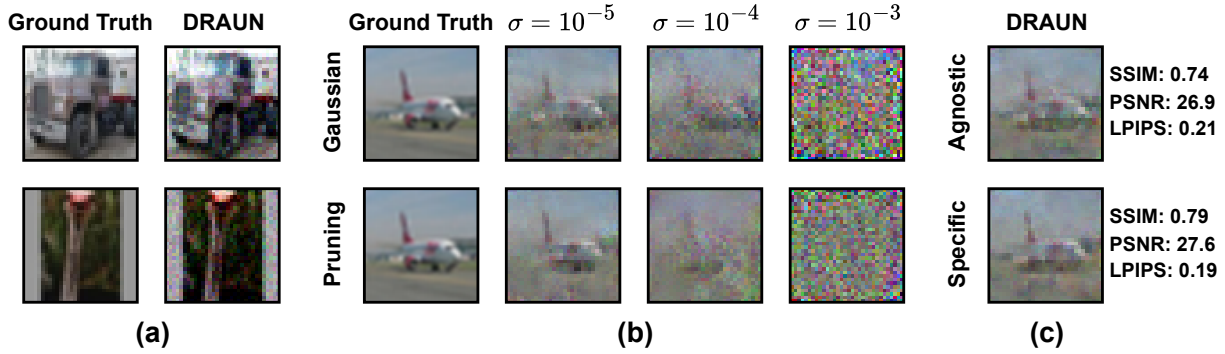 Ground Truth DRAUN
Ground Truth σ = 10⁻⁵ σ = 10⁻⁴ σ = 10⁻³
DRAUN
Gaussian
Pruning
Agnostic
SSIM: 0.74
PSNR: 26.9
LPIPS: 0.21
Specific
SSIM: 0.79
PSNR: 27.6
LPIPS: 0.19
(a)
(b)
(c)